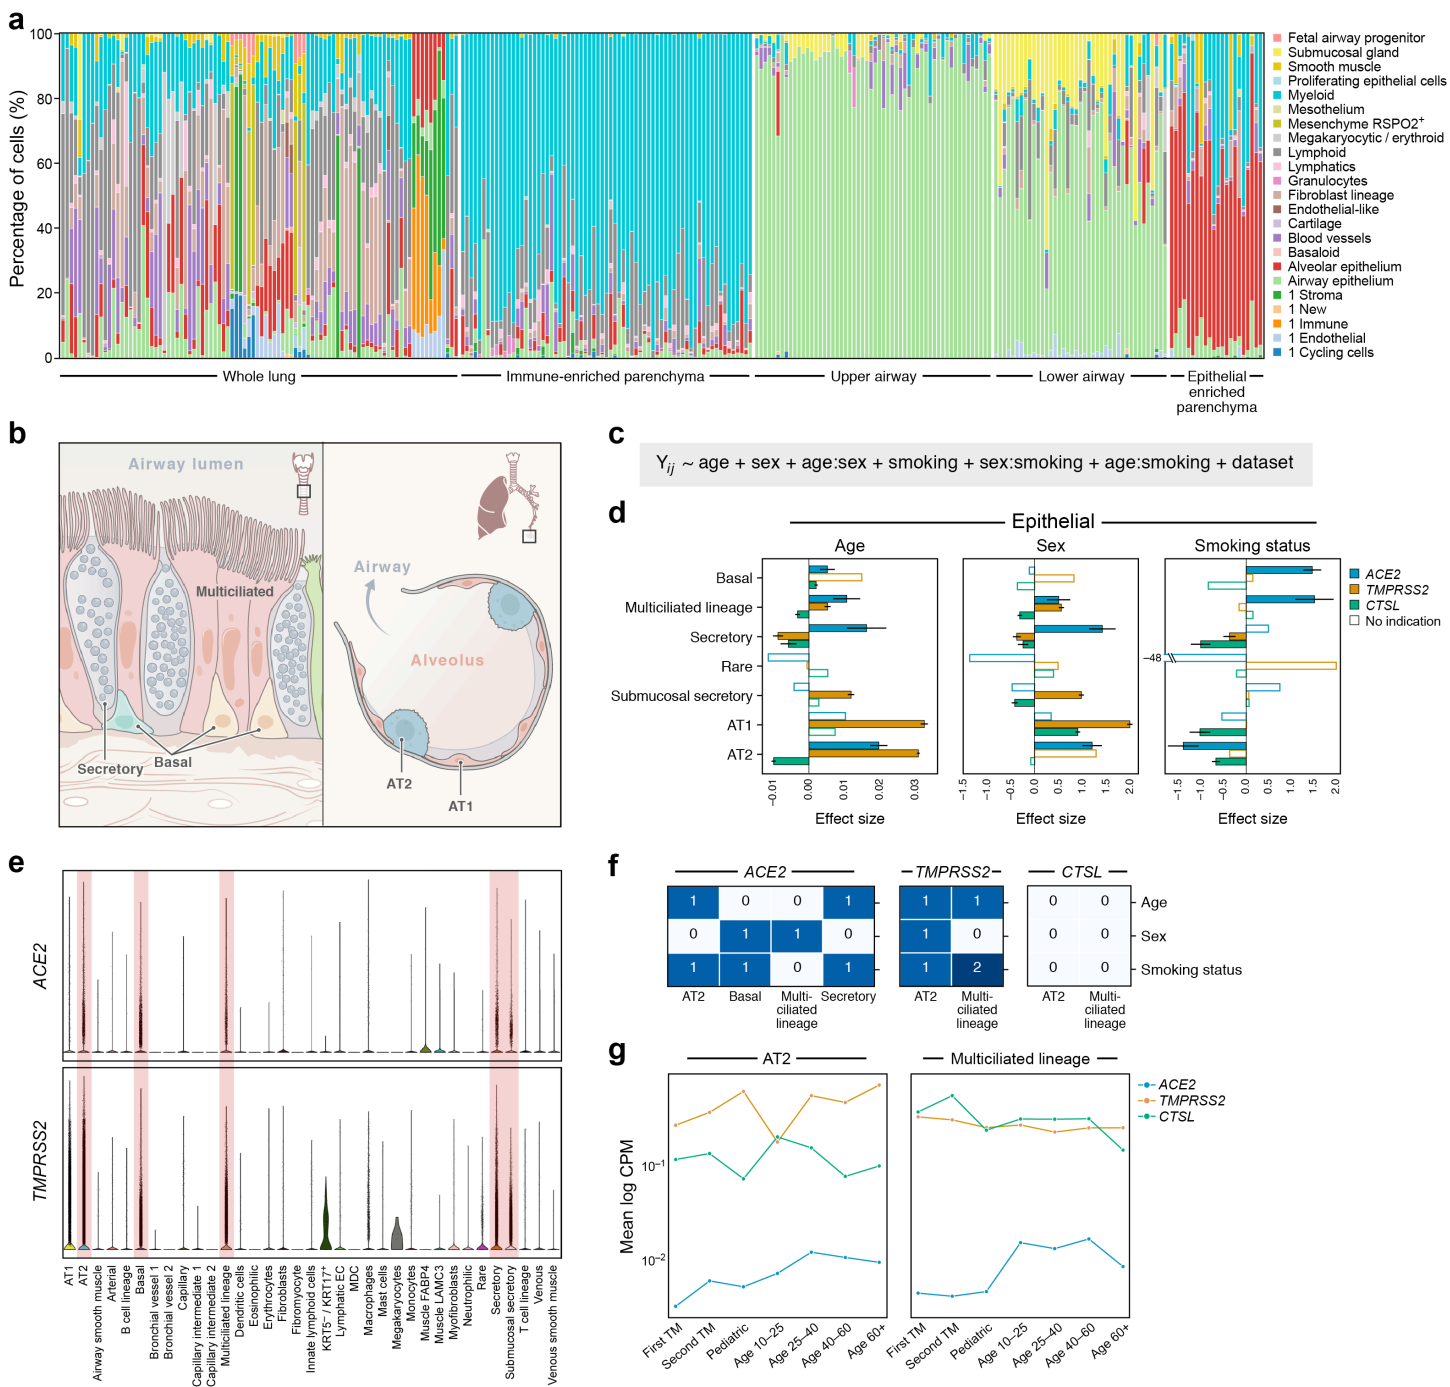 a
Percentage of cells (%)
100
80
60
40
20
0
Whole lung
Immune-enriched parenchyma
Upper airway
Lower airway
Epithelial
enriched
parenchyma
Fetal airway progenitor
Submucosal gland
Smooth muscle
Proliferating epithelial cells
Myeloid
Mesothelium
Mesenchyme RSPO2+
Megakaryocytic / erythroid
Lymphoid
Lymphatics
Granulocytes
Fibroblast lineage
Endothelial-like
Cartilage
Blood vessels
Basaloid
Alveolar epithelium
Airway epithelium
1 Stroma
1 New
1 Immune
1 Endothelial
1 Cycling cells
b
Airway lumen
Multiciliated
Secretory
Basal
Airway
Alveolus
AT2
AT1
c
Yij ~ age + sex + age:sex + smoking + sex:smoking + age:smoking + dataset
d
Epithelial
Age
Sex
Smoking status
Basal
Multiciliated lineage
Secretory
Rare
Submucosal secretory
AT1
AT2
−48
−0.01
0.00
0.01
0.02
0.03
−1.5
−1.0
−0.5
0.0
0.5
1.0
1.5
2.0
−1.5
−1.0
−0.5
0.0
0.5
1.0
1.5
2.0
Effect size
Effect size
Effect size
ACE2
TMPRSS2
CTSL
No indication
e
ACE2
TMPRSS2
AT1
AT2
Airway smooth muscle
Arterial
B cell lineage
Basal
Bronchial vessel 1
Bronchial vessel 2
Capillary
Capillary intermediate 1
Capillary intermediate 2
Multiciliated lineage
Dendritic cells
Eosinophilic
Erythrocytes
Fibroblasts
Fibromyocyte
Innate lymphoid cells
KRT5− / KRT17+
Lymphatic EC
MDC
Macrophages
Mast cells
Megakaryocytes
Monocytes
Muscle FABP4
Muscle LAMC3
Myofibroblasts
Neutrophilic
Rare
Secretory
Submucosal secretory
T cell lineage
Venous
Venous smooth muscle
f
ACE2
TMPRSS2
CTSL
1 0 0 1 1 1 0 0 Age
0 1 1 0 1 0 0 0 Sex
1 1 0 1 1 2 0 0 Smoking status
AT2
Basal
Multi-
ciliated
lineage
Secretory
AT2
Multi-
ciliated
lineage
AT2
Multi-
ciliated
lineage
g
AT2
Multiciliated lineage
ACE2
TMPRSS2
CTSL
Mean log CPM
10−1
10−2
First TM
Second TM
Pediatric
Age 10–25
Age 25–40
Age 40–60
Age 60+
First TM
Second TM
Pediatric
Age 10–25
Age 25–40
Age 40–60
Age 60+